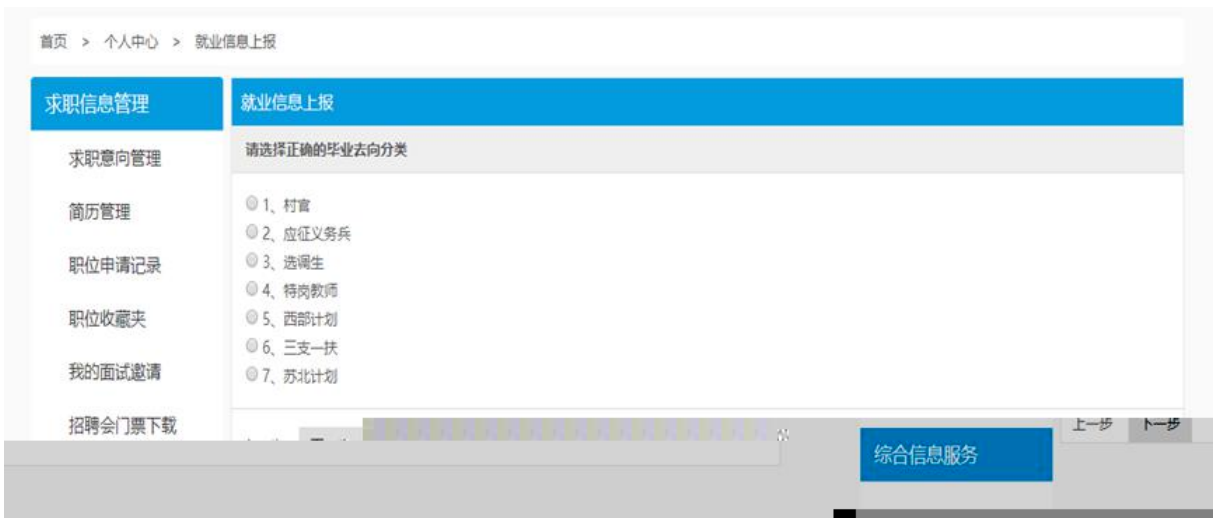 首页 > 个人中心 > 就业信息上报
求职信息管理
求职意向管理
简历管理
职位申请记录
职位收藏夹
我的面试邀请
招聘会门票下载
就业信息上报
请选择正确的毕业去向分类
1、村官
2、应征义务兵
3、选调生
4、特岗教师
5、西部计划
6、三支一扶
7、苏北计划
上一步 下一步
综合信息服务